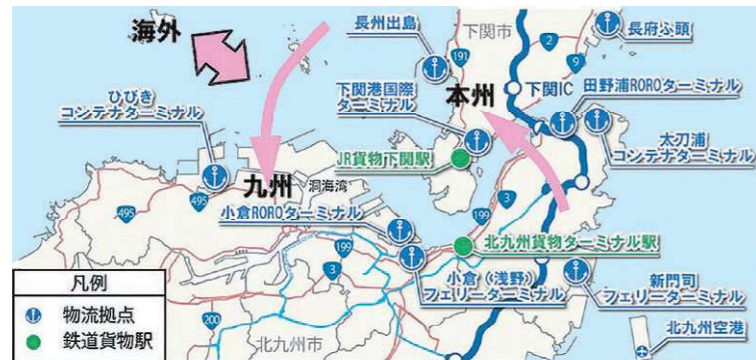 海外
長州出島
下関市
長府ふ頭
2
9
191
下関港国際
ターミナル
本州
下関IC
田野浦ROROターミナル
ひびき
コンテナターミナル
JR貨物下関駅
太刀浦
コンテナターミナル
九州
洞海湾
495
495
小倉ROROターミナル
199
3
199
3
北九州貨物ターミナル駅
小倉（浅野）
フェリーターミナル
新門司
フェリーターミナル
200
北九州市
北九州空港
凡例
物流拠点
鉄道貨物駅